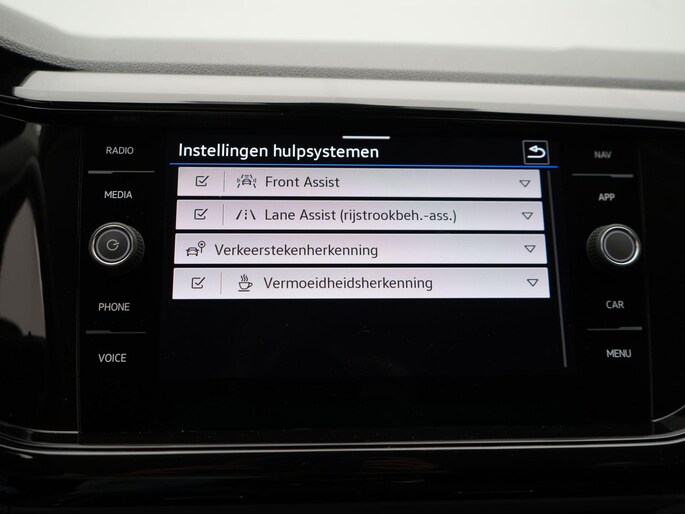 RADIO
MEDIA
PHONE
VOICE
Instellingen hulpsystemen
Front Assist
Lane Assist (rijstrookbeh.-ass.)
Verkeerstekenherkenning
Vermoeidheidsherkenning
NAV
APP
CAR
MENU